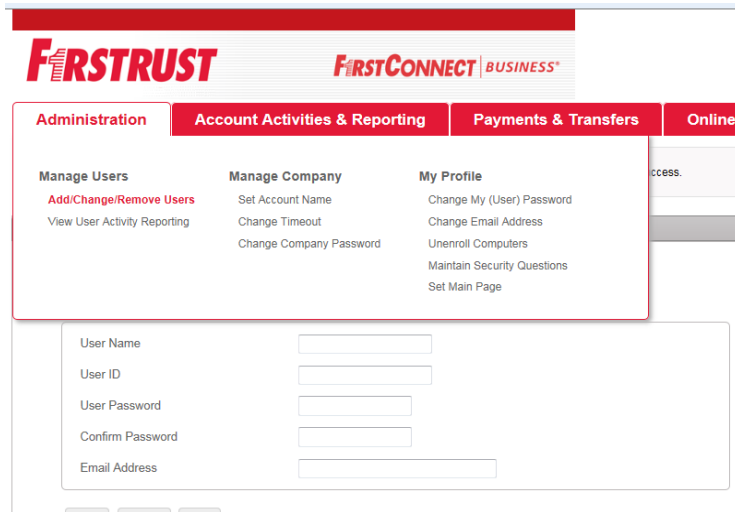 FIRSTRUST
FIRSTCONNECT | BUSINESS®
Administration Account Activities & Reporting Payments & Transfers Online
Manage Users Manage Company My Profile
ccess.
Add/Change/Remove Users Set Account Name Change My (User) Password
View User Activity Reporting Change Timeout Change Email Address
Change Company Password Unenroll Computers
Maintain Security Questions
Set Main Page
User Name
User ID
User Password
Confirm Password
Email Address